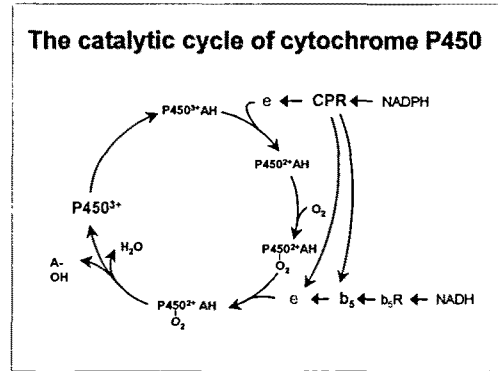 The catalytic cycle of cytochrome P450
P450³⁺AH
e ← CPR ← NADPH
P450²⁺AH
O₂
P450³⁺
P450²⁺AH
O₂
H₂O
A-
OH
e ← b₅ ← b₅R ← NADH
P450²⁺ AH
O₂